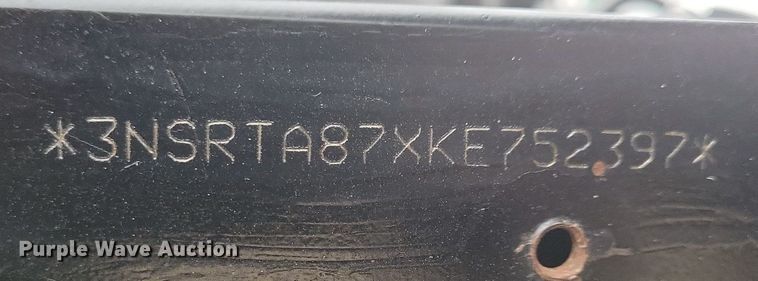 *3NSRTA87XKE752397*
Purple Wave Auction